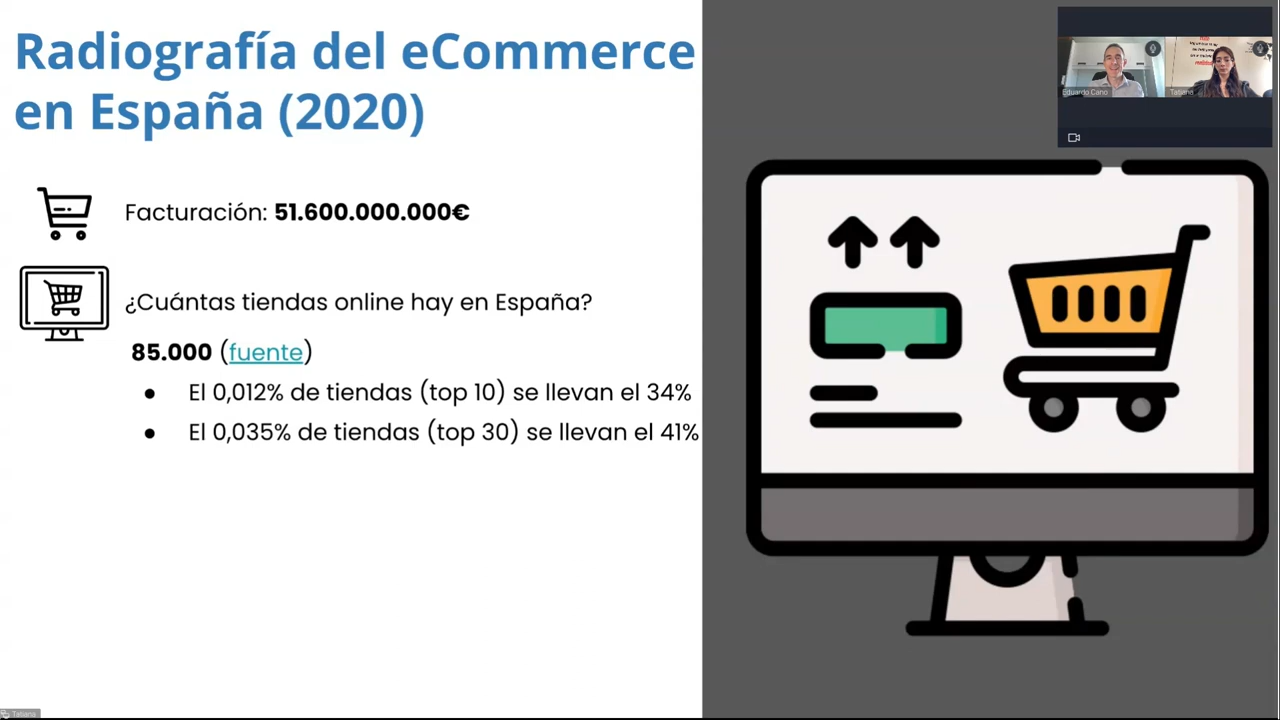 Radiografía del eCommerce
en España (2020)
Facturación: 51.600.000.000€
¿Cuántas tiendas online hay en España?
85.000 (fuente)
● El 0,012% de tiendas (top 10) se llevan el 34%
● El 0,035% de tiendas (top 30) se llevan el 41%
Eduardo Cano
Tatiana
Tatiana